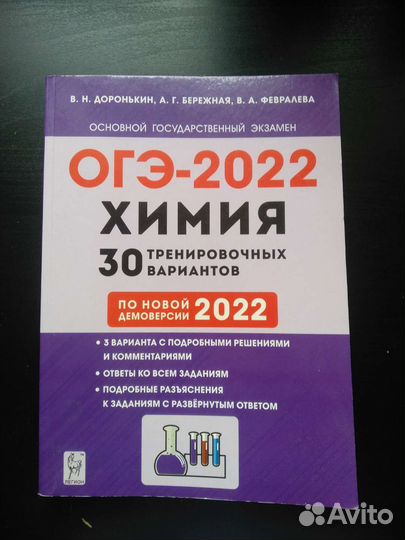 В. Н. ДОРОНЬКИН, А. Г. БЕРЕЖНАЯ, В. А. ФЕВРАЛЕВА
ОСНОВНОЙ ГОСУДАРСТВЕННЫЙ ЭКЗАМЕН
ОГЭ-2022
ХИМИЯ
30 ТРЕНИРОВОЧНЫХ
ВАРИАНТОВ
ПО НОВОЙ
ДЕМОВЕРСИИ 2022
• 3 ВАРИАНТА С ПОДРОБНЫМИ РЕШЕНИЯМИ
И КОММЕНТАРИЯМИ
• ОТВЕТЫ КО ВСЕМ ЗАДАНИЯМ
• ПОДРОБНЫЕ РАЗЪЯСНЕНИЯ
К ЗАДАНИЯМ С РАЗВЁРНУТЫМ ОТВЕТОМ
ЛЕГИОН
Avito